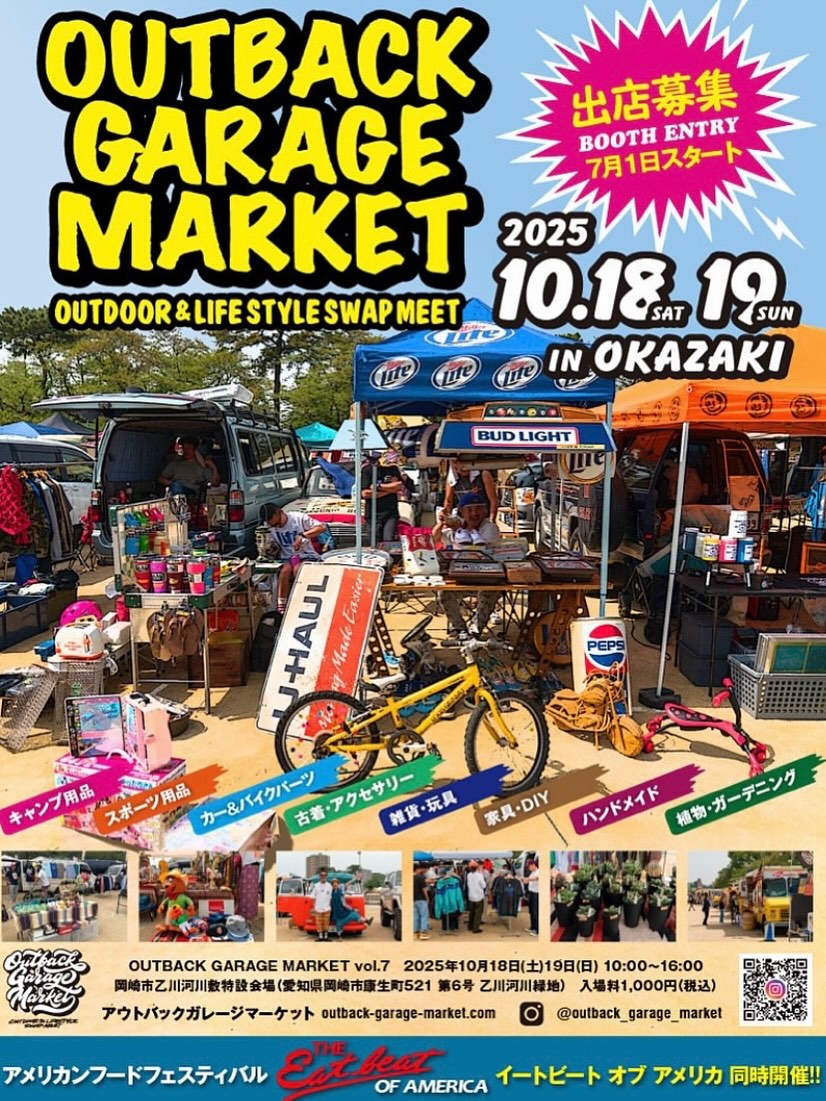 OUTBACK
GARAGE
MARKET
OUTDOOR & LIFE STYLE SWAP MEET
出店募集
BOOTH ENTRY
7月1日スタート
2025
10.18 SAT 19 SUN
IN OKAZAKI
Miller
Lite
Lite Lite Lite
BUD LIGHT
Lite
U-HAUL
Moving Made Easier
PEPSI
キャンプ用品
スポーツ用品
カー&バイクパーツ
古着・アクセサリー
雑貨・玩具
家具・DIY
ハンドメイド
植物・ガーデニング
Outback
Garage
Market
OUTBACK GARAGE MARKET vol.7 2025年10月18日(土)19日(日) 10:00〜16:00
岡崎市乙川河川敷特設会場(愛知県岡崎市康生町521 第6号 乙川河川緑地) 入場料1,000円(税込)
アウトバックガレージマーケット outback-garage-market.com @outback_garage_market
アメリカンフードフェスティバル THE Eat beat OF AMERICA イートビート オブ アメリカ 同時開催!!